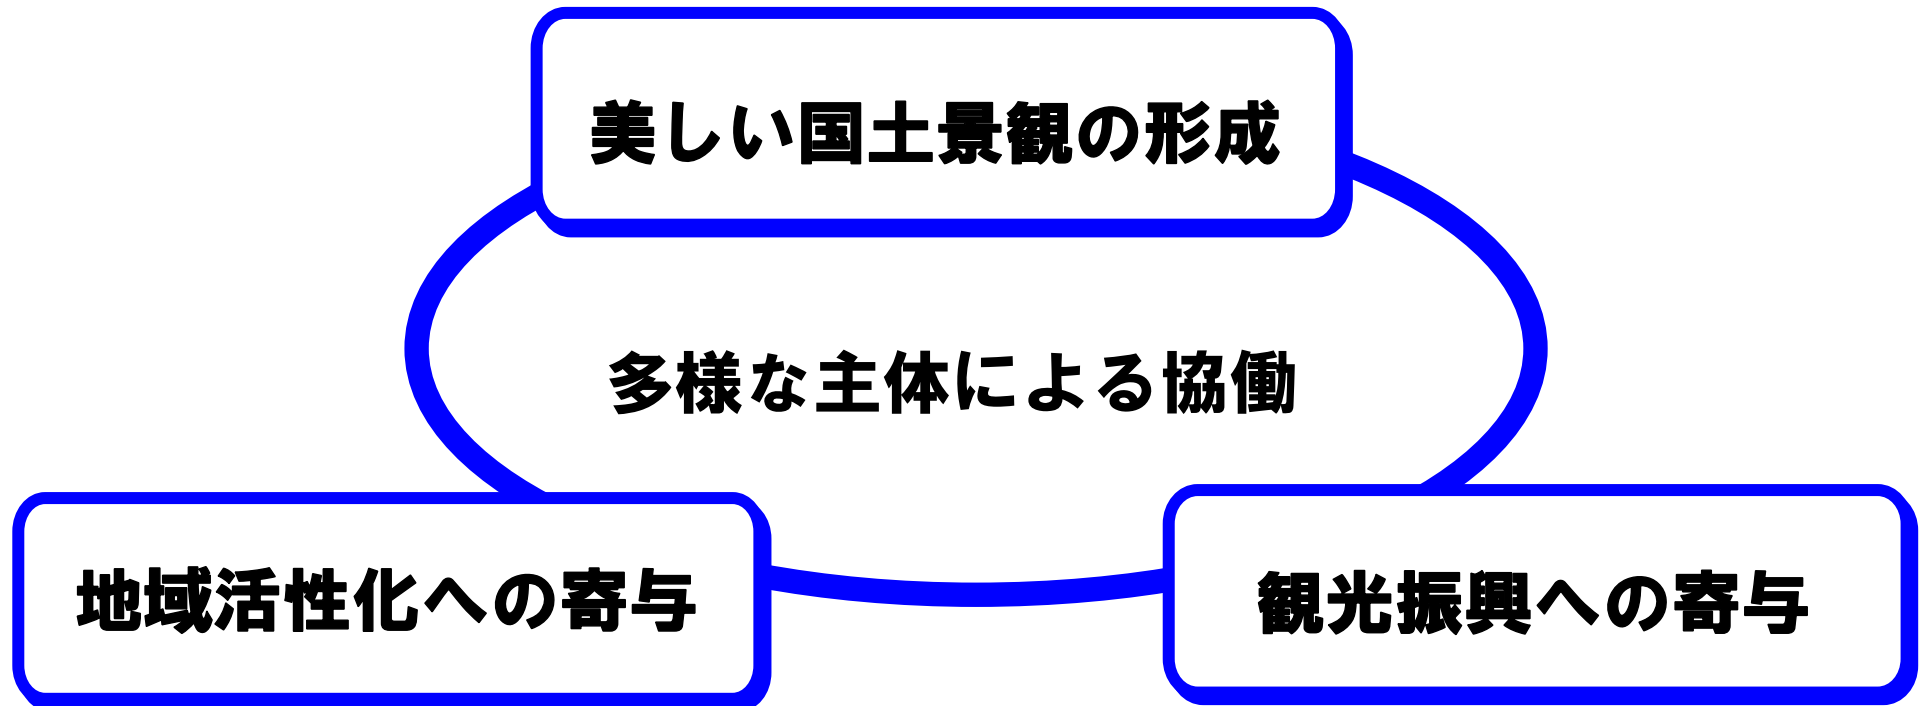 美しい国土景観の形成
多様な主体による協働
地域活性化への寄与
観光振興への寄与